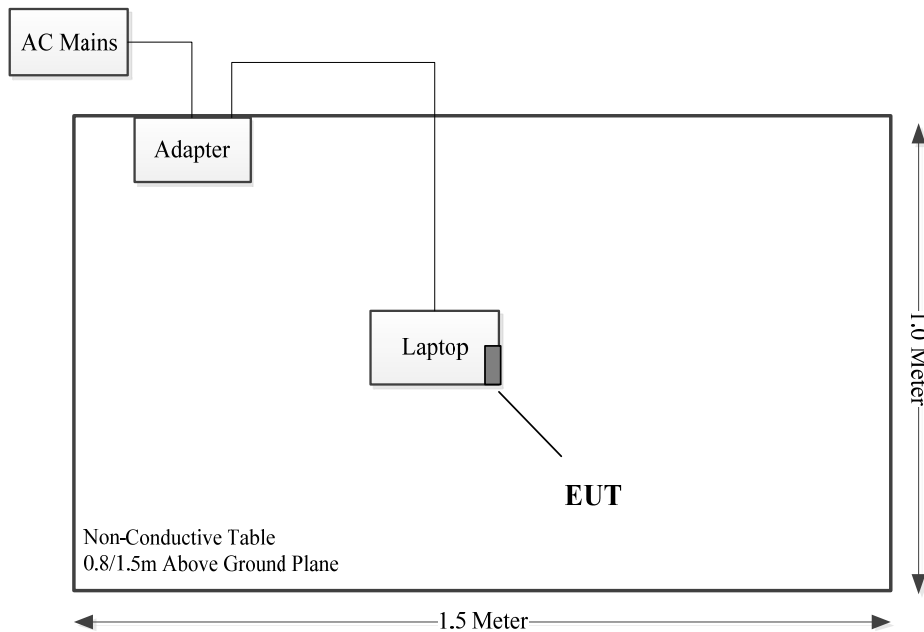 AC Mains
Adapter
Laptop
EUT
Non-Conductive Table
0.8/1.5m Above Ground Plane
1.0 Meter
1.5 Meter